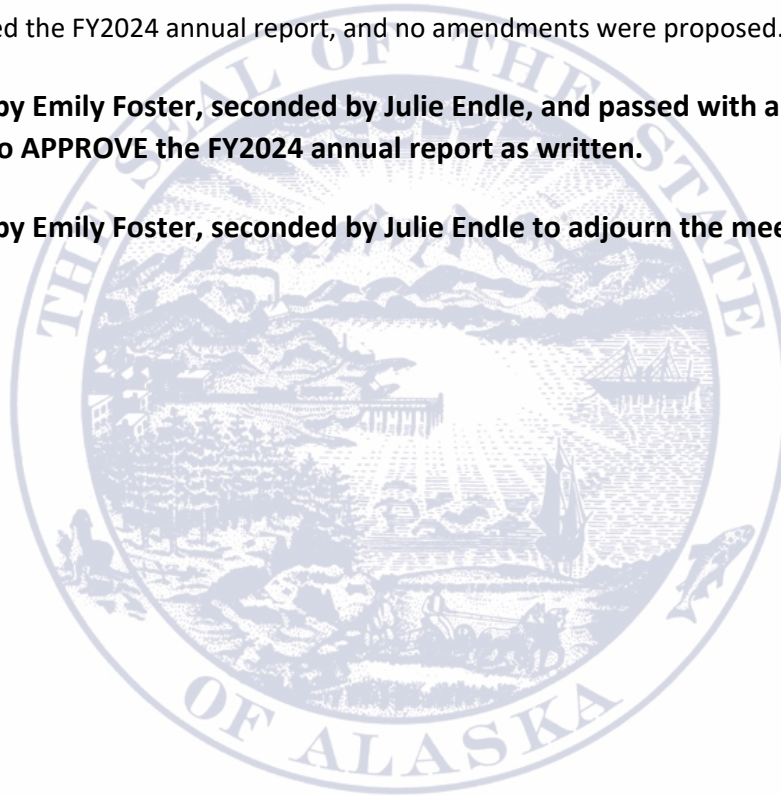 ed the FY2024 annual report, and no amendments were proposed.
by Emily Foster, seconded by Julie Endle, and passed with a
o APPROVE the FY2024 annual report as written.
by Emily Foster, seconded by Julie Endle to adjourn the mee
THE SEAL OF THE STATE
OF ALASKA